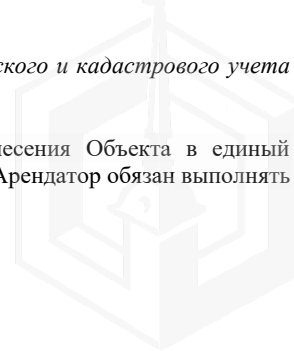 ского и кадастрового учета
несения Объекта в единый
Арендатор обязан выполнять